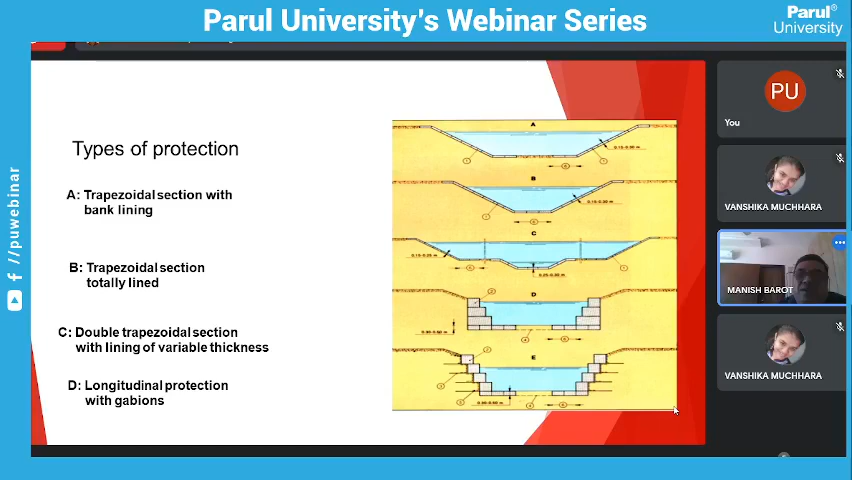 Parul University's Webinar Series
Parul®
University
/puwebinar
Types of protection
A: Trapezoidal section with
bank lining
B: Trapezoidal section
totally lined
C: Double trapezoidal section
with lining of variable thickness
D: Longitudinal protection
with gabions
A
B
C
D
E
PU
You
VANSHIKA MUCHHARA
MANISH BAROT
VANSHIKA MUCHHARA